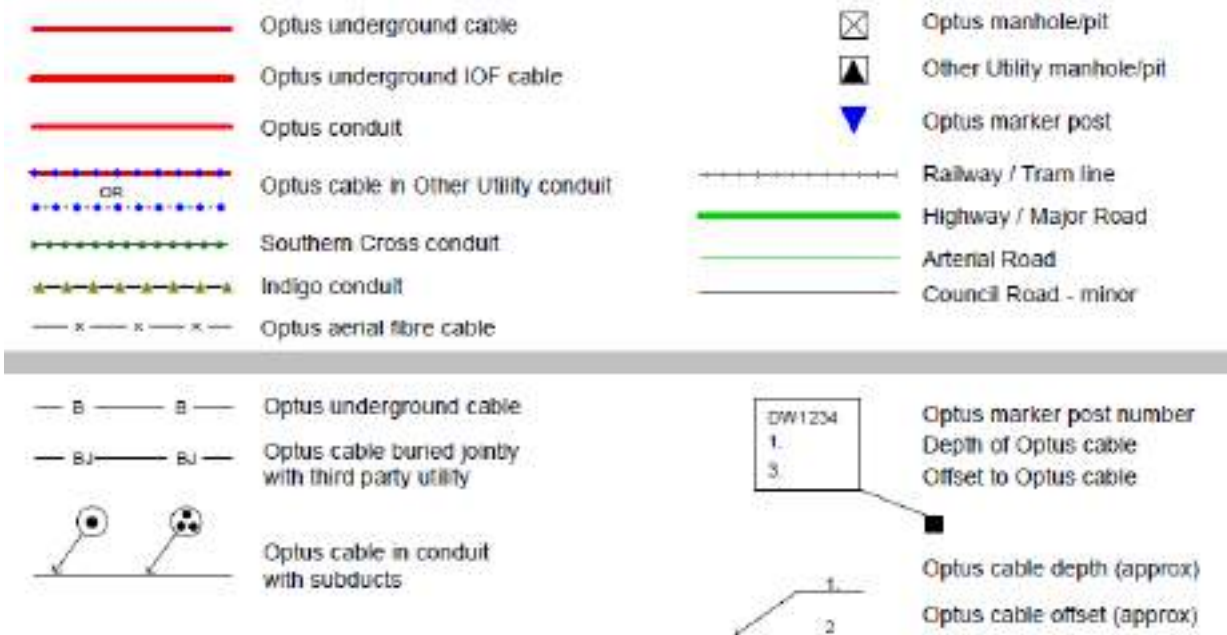 Optus underground cable
Optus underground IOF cable
Optus conduit
OR
Optus cable in Other Utility conduit
Southern Cross conduit
Indigo conduit
x x x
Optus aerial fibre cable
Optus manhole/pit
Other Utility manhole/pit
Optus marker post
Railway / Tram line
Highway / Major Road
Arterial Road
Council Road - minor
B B
Optus underground cable
BJ BJ
Optus cable buried jointly
with third party utility
Optus cable in conduit
with subducts
DW1234
1.
3
Optus marker post number
Depth of Optus cable
Offset to Optus cable
1.
Optus cable depth (approx)
2
Optus cable offset (approx)